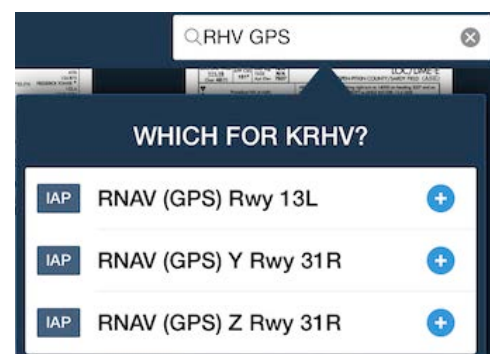 RHV GPS
LOC/DME-E
WHICH FOR KRHV?
IAP RNAV (GPS) Rwy 13L
IAP RNAV (GPS) Y Rwy 31R
IAP RNAV (GPS) Z Rwy 31R